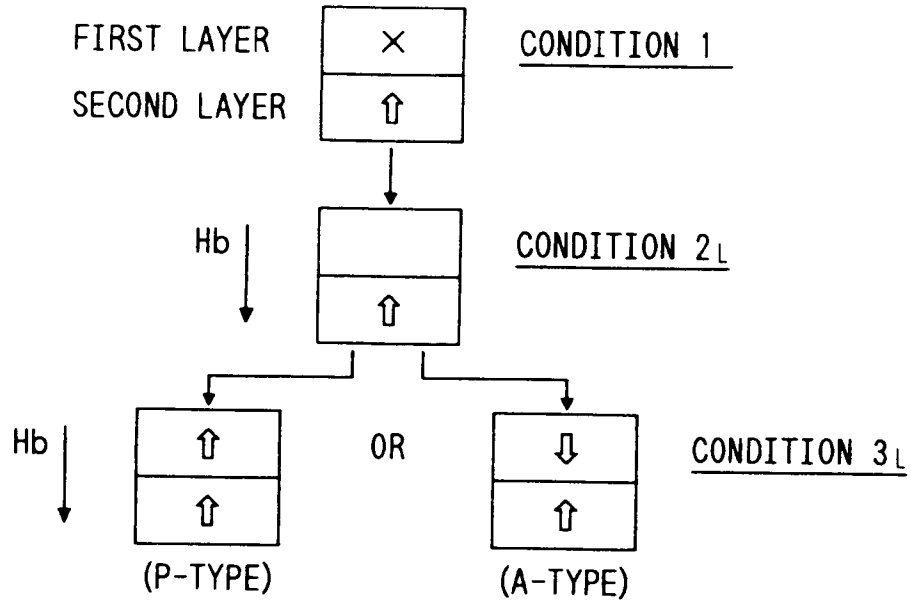 FIRST LAYER × CONDITION 1
SECOND LAYER ⇧
Hb CONDITION 2L
⇧
Hb ⇧ OR ⇩ CONDITION 3L
⇧ ⇧
(P-TYPE) (A-TYPE)